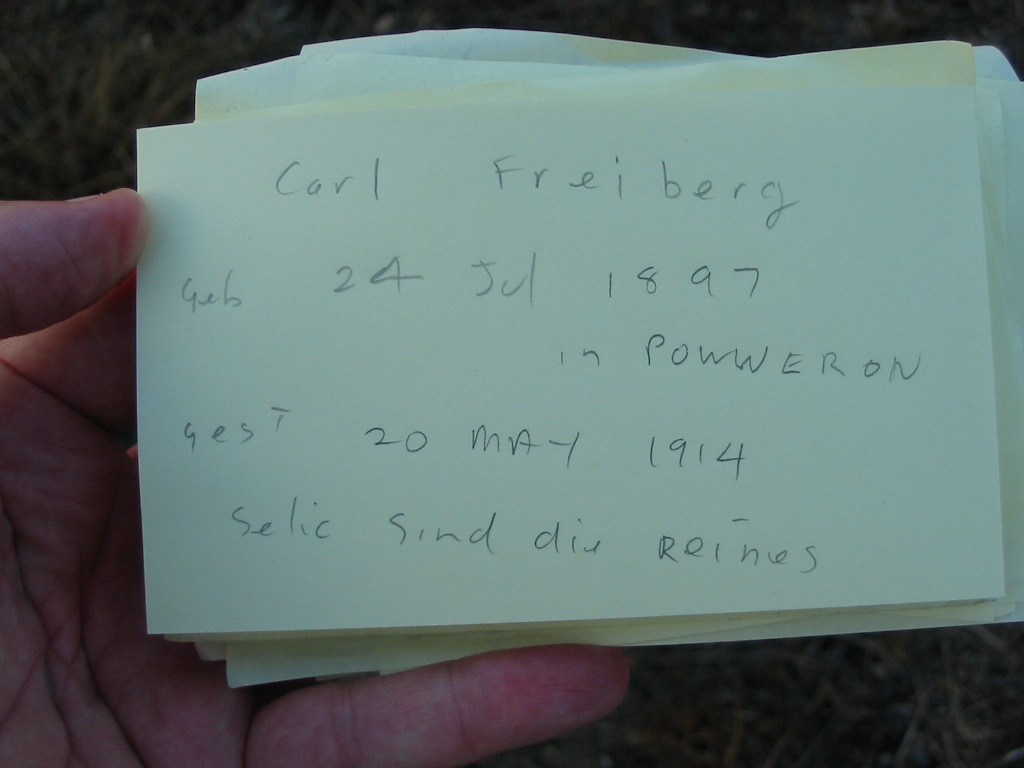 Carl Freiberg
geb 24 Jul 1897
in POWWERON
gest 20 MAY 1914
Selic Sind die Reines